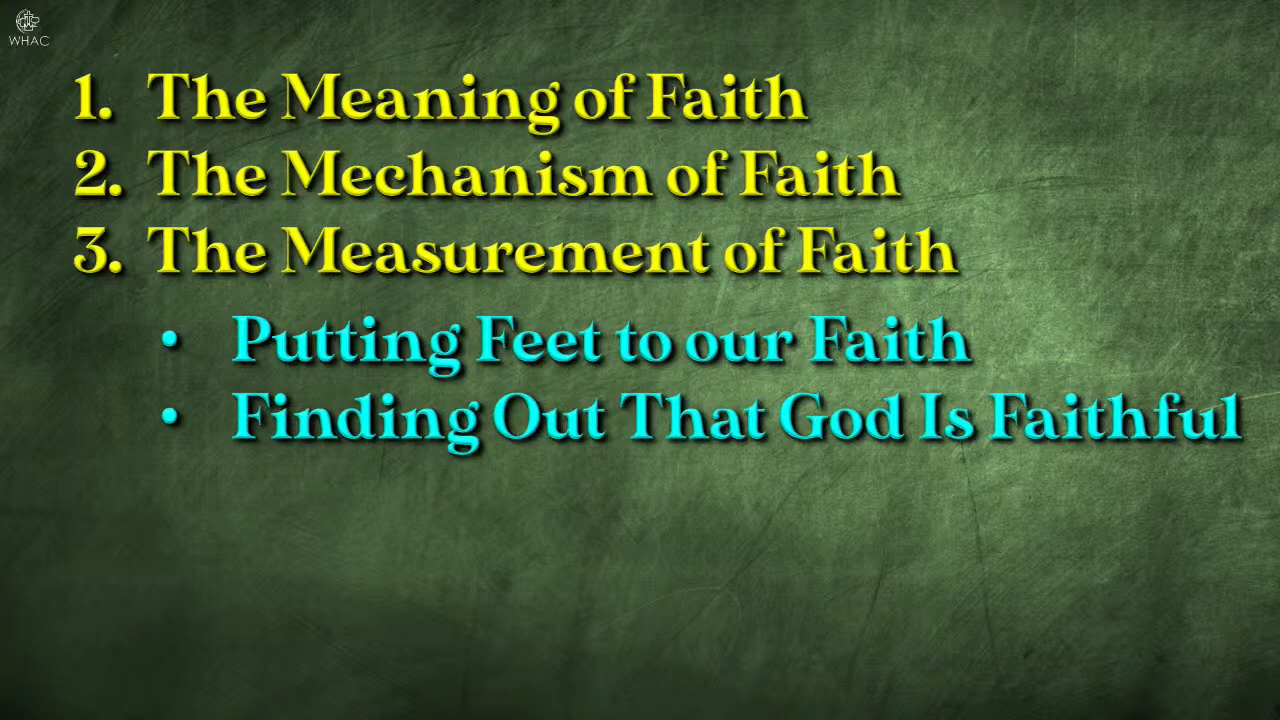 WHAC
1. The Meaning of Faith
2. The Mechanism of Faith
3. The Measurement of Faith
• Putting Feet to our Faith
• Finding Out That God Is Faithful